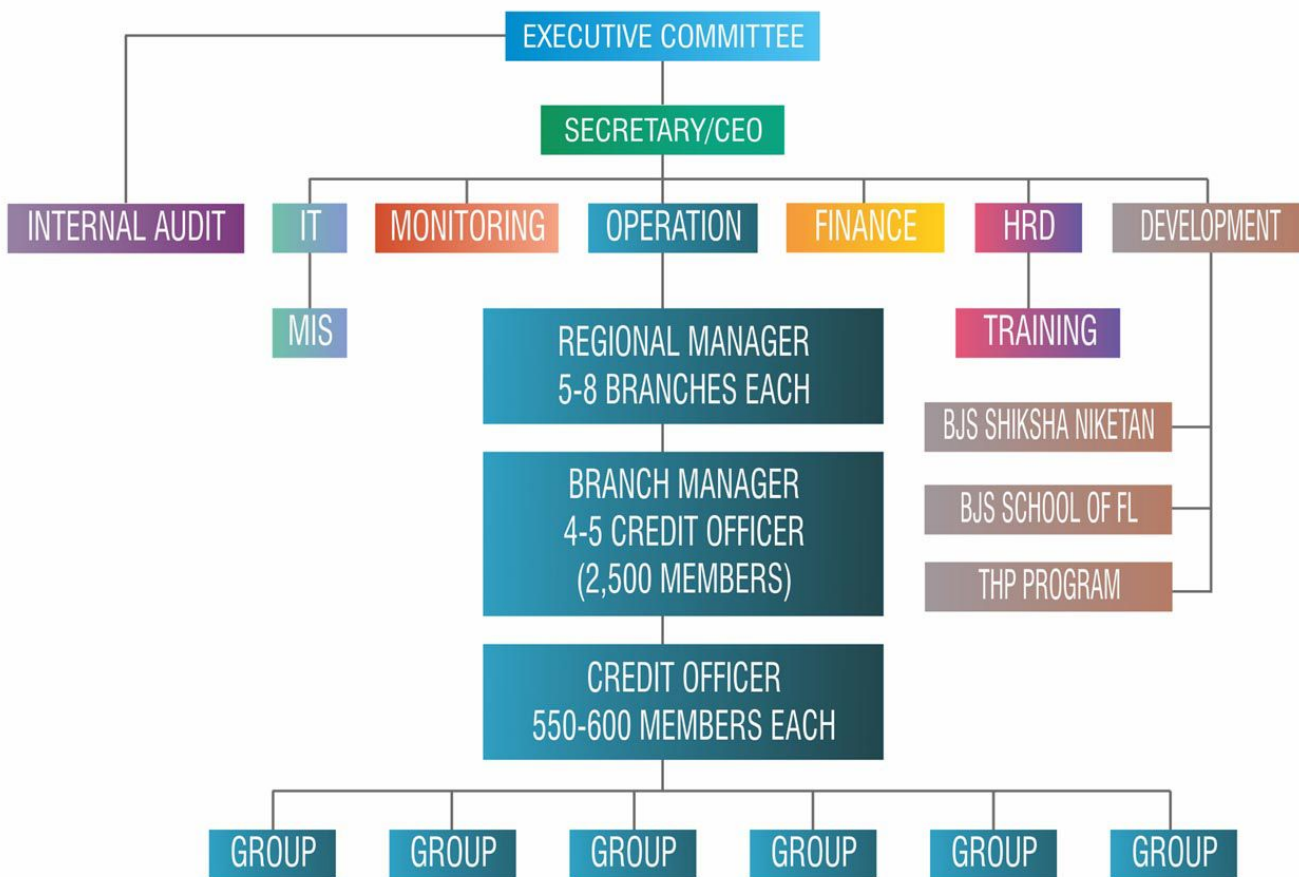 EXECUTIVE COMMITTEE
SECRETARY/CEO
INTERNAL AUDIT
IT
MONITORING
OPERATION
FINANCE
HRD
DEVELOPMENT
MIS
REGIONAL MANAGER
5-8 BRANCHES EACH
TRAINING
BRANCH MANAGER
4-5 CREDIT OFFICER
(2,500 MEMBERS)
BJS SHIKSHA NIKETAN
BJS SCHOOL OF FL
THP PROGRAM
CREDIT OFFICER
550-600 MEMBERS EACH
GROUP
GROUP
GROUP
GROUP
GROUP
GROUP